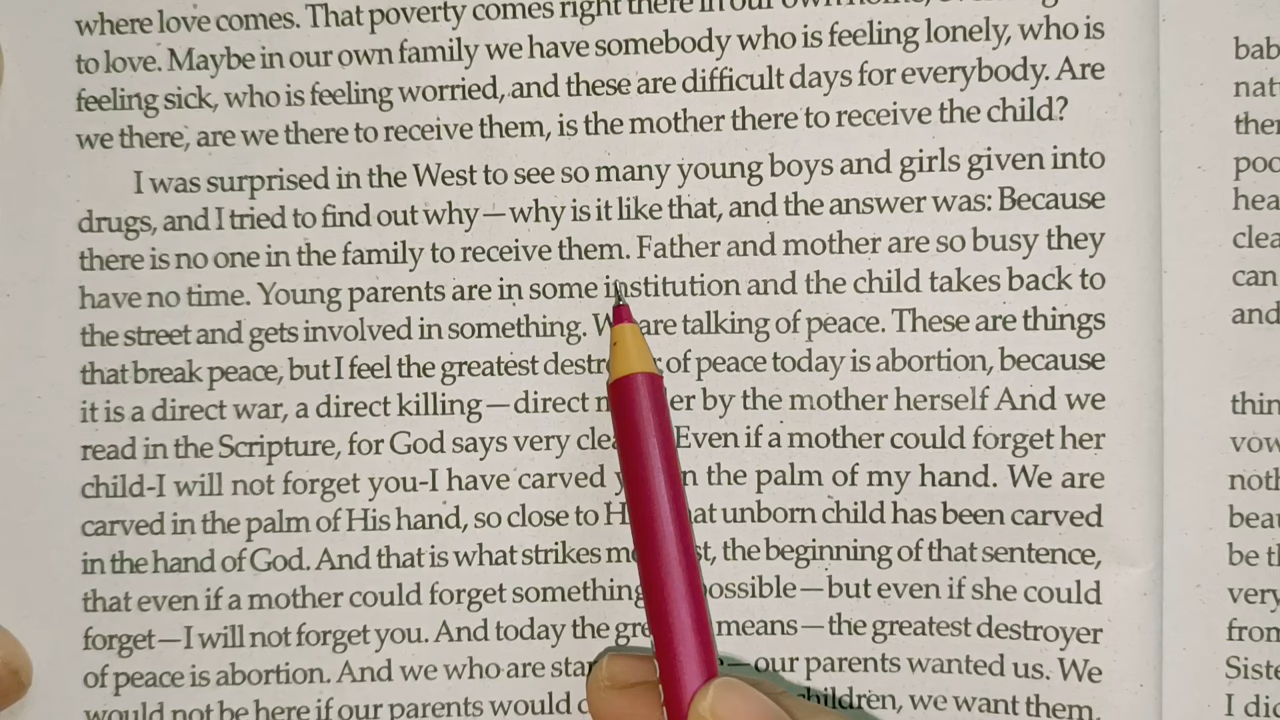 where love comes. That poverty comes right there in our own
to love. Maybe in our own family we have somebody who is feeling lonely, who is
feeling sick, who is feeling worried, and these are difficult days for everybody. Are
we there, are we there to receive them, is the mother there to receive the child?
I was surprised in the West to see so many young boys and girls given into
drugs, and I tried to find out why—why is it like that, and the answer was: Because
there is no one in the family to receive them. Father and mother are so busy they
have no time. Young parents are in some institution and the child takes back to
the street and gets involved in something. We are talking of peace. These are things
that break peace, but I feel the greatest destr of peace today is abortion, because
it is a direct war, a direct killing—direct m er by the mother herself And we
read in the Scripture, for God says very clea Even if a mother could forget her
child-I will not forget you-I have carved y n the palm of my hand. We are
carved in the palm of His hand, so close to H at unborn child has been carved
in the hand of God. And that is what strikes me st, the beginning of that sentence,
that even if a mother could forget something possible—but even if she could
forget—I will not forget you. And today the gre means—the greatest destroyer
of peace is abortion. And we who are stan —our parents wanted us. We
would not be here if our parents would children, we want them,
bab
nat
ther
poo
hea
clea
can
and
thin
vow
noth
bear
be th
very
from
Siste
I did